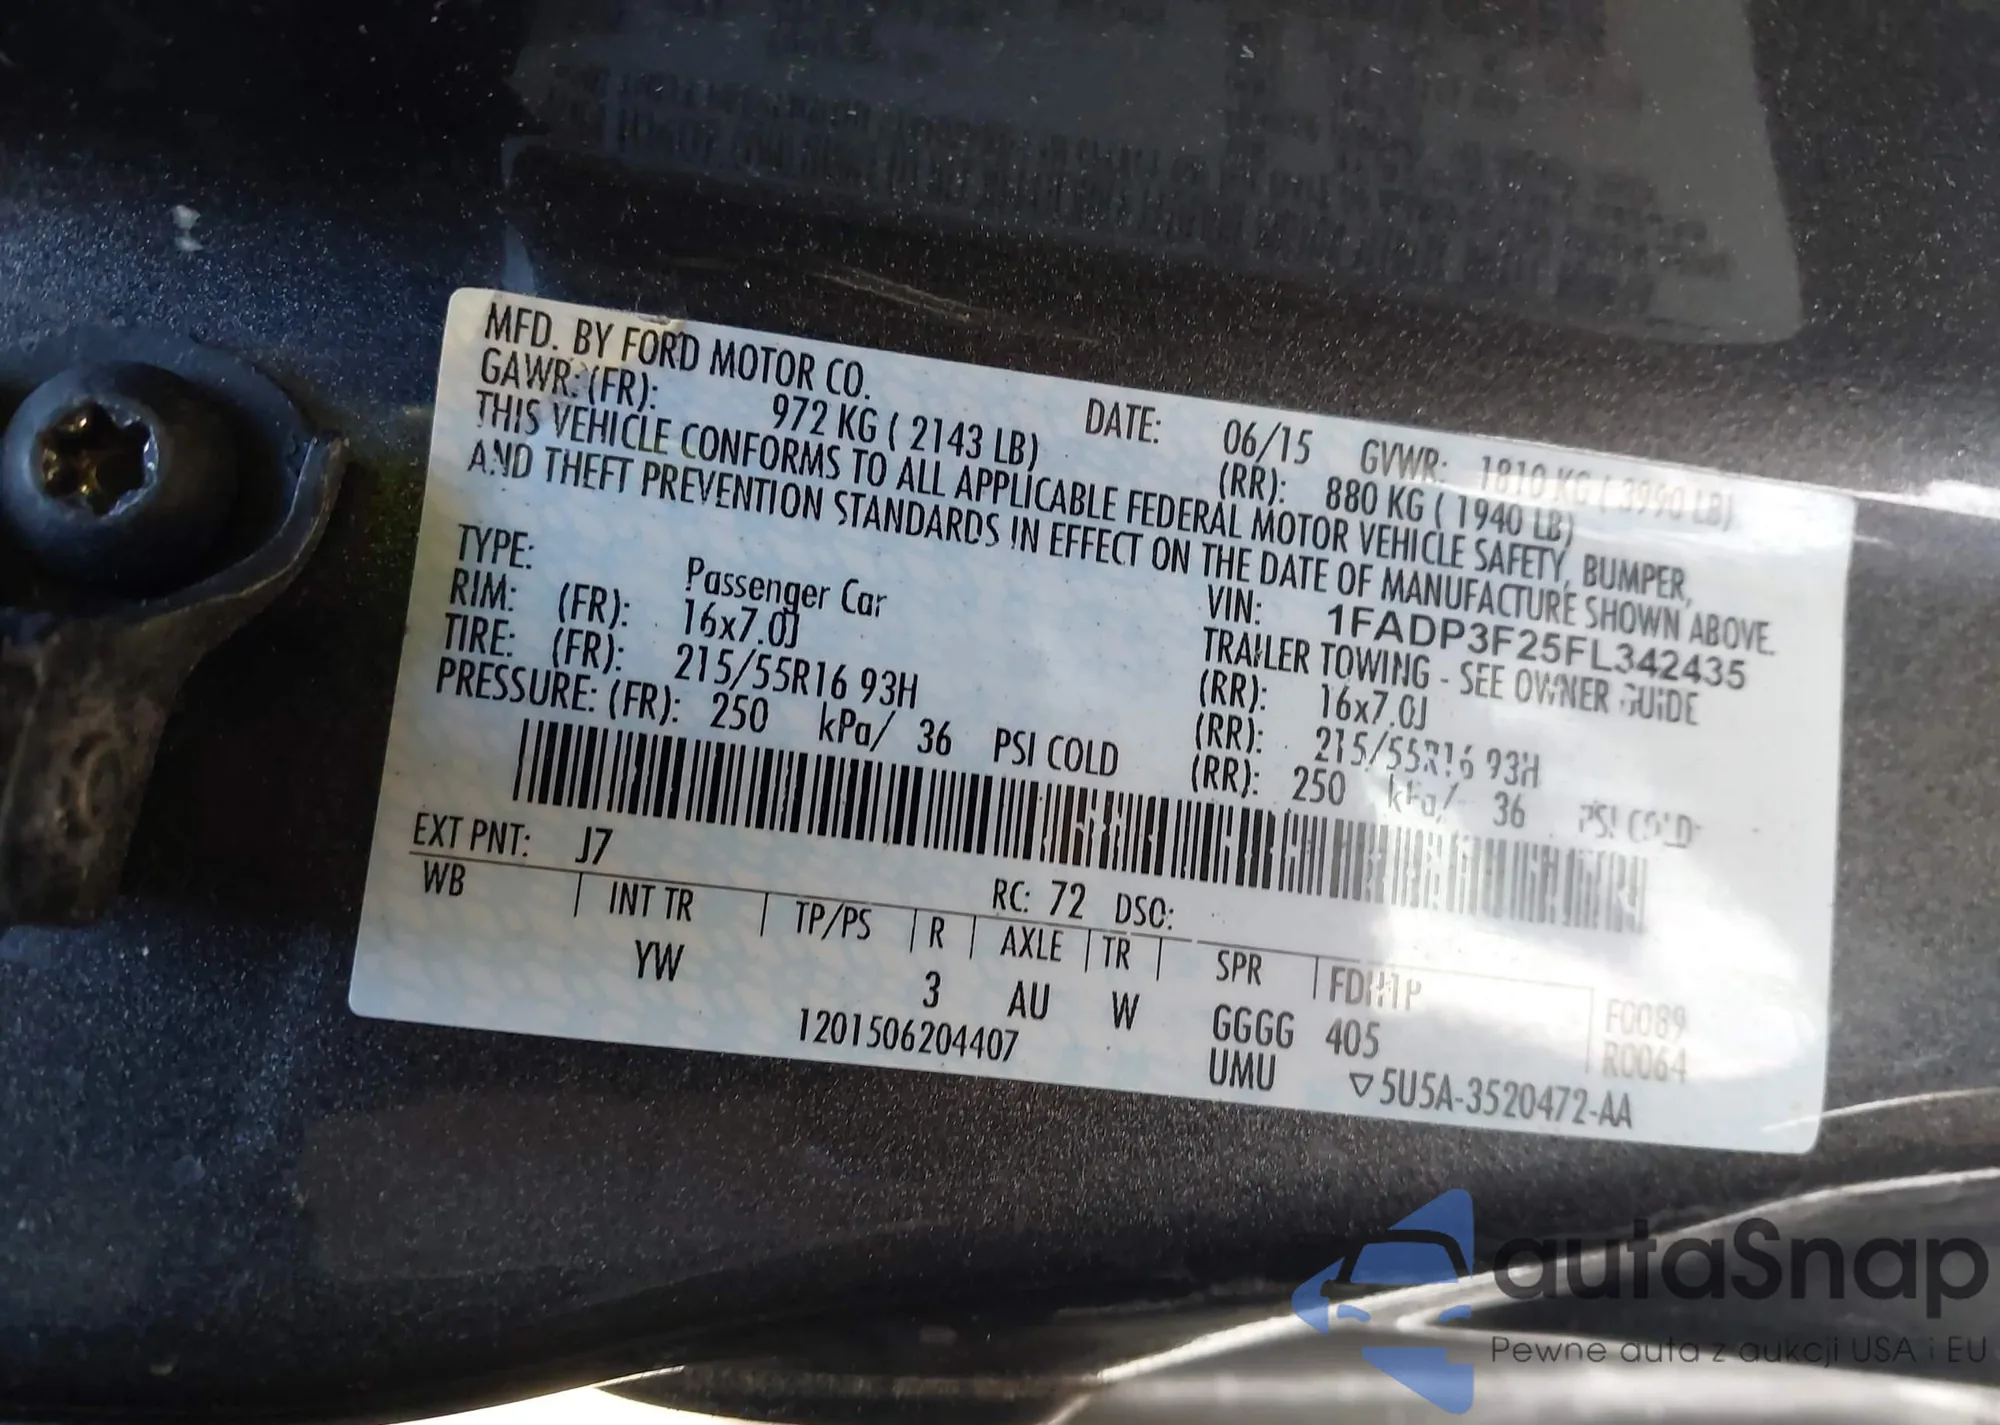 MFD. BY FORD MOTOR CO. DATE: 06/15 GVWR: 1810 KG ( 3990 LB)
GAWR: (FR): 972 KG ( 2143 LB) (RR): 880 KG ( 1940 LB)
THIS VEHICLE CONFORMS TO ALL APPLICABLE FEDERAL MOTOR VEHICLE SAFETY, BUMPER,
AND THEFT PREVENTION STANDARDS IN EFFECT ON THE DATE OF MANUFACTURE SHOWN ABOVE.
VIN: 1FADP3F25FL342435
TYPE: Passenger Car TRAILER TOWING - SEE OWNER GUIDE
RIM: (FR): 16x7.0J (RR): 16x7.0J
TIRE: (FR): 215/55R16 93H (RR): 215/55R16 93H
PRESSURE: (FR): 250 kPa/ 36 PSI COLD (RR): 250 kPa/ 36 PSI COLD
EXT PNT: J7 RC: 72 DSO:
WB INT TR TP/PS R AXLE TR SPR
YW 3 AU W GGGG 405 F0089
1201506204407 UMU R0064
▽5U5A-3520472-AA
autaSnap
Pewne auta z aukcji USA i EU